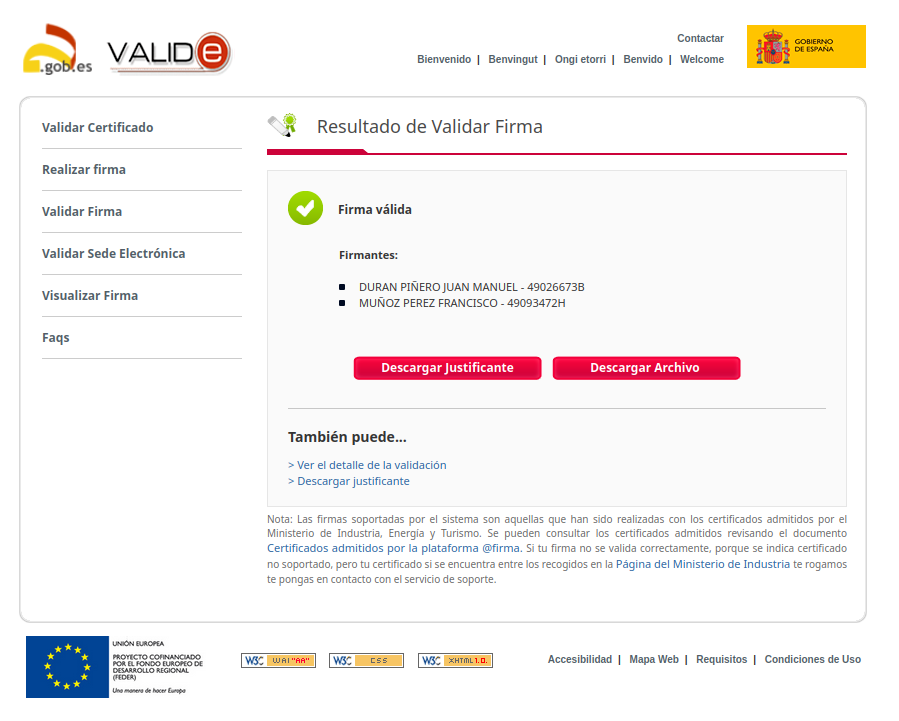 .gob.es
VALIDe
Contactar
Bienvenido | Benvingut | Ongi etorri | Benvido | Welcome
GOBIERNO
DE ESPAÑA
Validar Certificado
Realizar firma
Validar Firma
Validar Sede Electrónica
Visualizar Firma
Faqs
Resultado de Validar Firma
Firma válida
Firmantes:
DURAN PIÑERO JUAN MANUEL - 49026673B
MUÑOZ PEREZ FRANCISCO - 49093472H
Descargar Justificante
Descargar Archivo
También puede...
> Ver el detalle de la validación
> Descargar justificante
Nota: Las firmas soportadas por el sistema son aquellas que han sido realizadas con los certificados admitidos por el
Ministerio de Industria, Energía y Turismo. Se pueden consultar los certificados admitidos revisando el documento
Certificados admitidos por la plataforma @firma. Si tu firma no se valida correctamente, porque se indica certificado
no soportado, pero tu certificado si se encuentra entre los recogidos en la Página del Ministerio de Industria te rogamos
te pongas en contacto con el servicio de soporte.
UNIÓN EUROPEA
PROYECTO COFINANCIADO
POR EL FONDO EUROPEO DE
DESARROLLO REGIONAL
(FEDER)
Una manera de hacer Europa
W3C WAI "AA"
W3C CSS
W3C XHTML 1.0.
Accesibilidad | Mapa Web | Requisitos | Condiciones de Uso